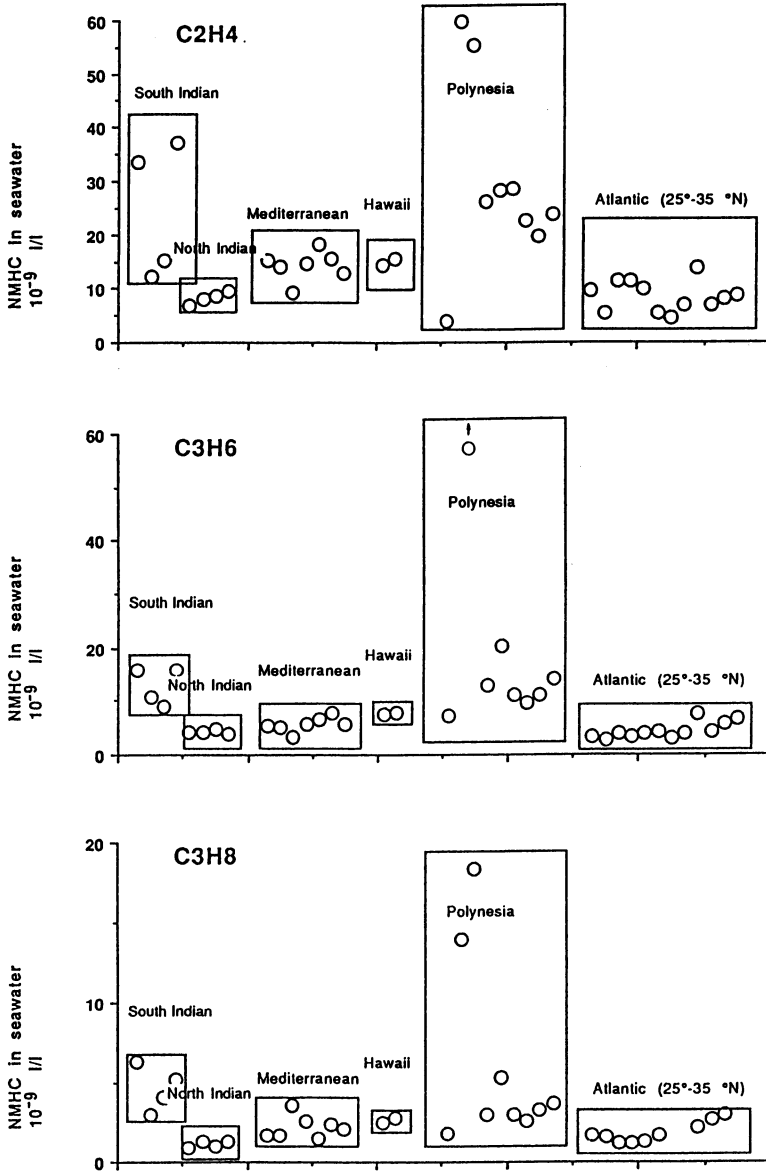 C2H4
60
50
40
30
20
10
0
NMHC in seawater
10-9 l/l
South Indian
North Indian
Mediterranean
Hawaii
Polynesia
Atlantic (25°-35 °N)
C3H6
60
40
20
0
NMHC in seawater
10-9 l/l
South Indian
North Indian
Mediterranean
Hawaii
Polynesia
Atlantic (25°-35 °N)
C3H8
20
10
0
NMHC in seawater
10-9 l/l
South Indian
North Indian
Mediterranean
Hawaii
Polynesia
Atlantic (25°-35 °N)